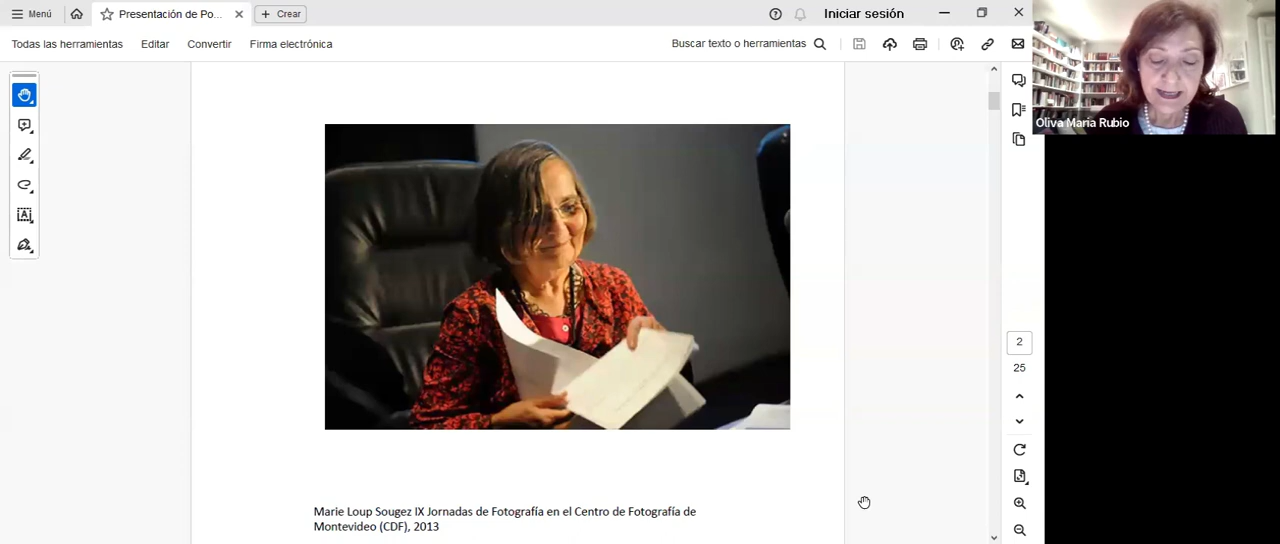 Menú
Presentación de Po...
Crear
Iniciar sesión
Todas las herramientas
Editar
Convertir
Firma electrónica
Buscar texto o herramientas
Oliva María Rubio
2
25
Marie Loup Sougez IX Jornadas de Fotografía en el Centro de Fotografía de
Montevideo (CDF), 2013